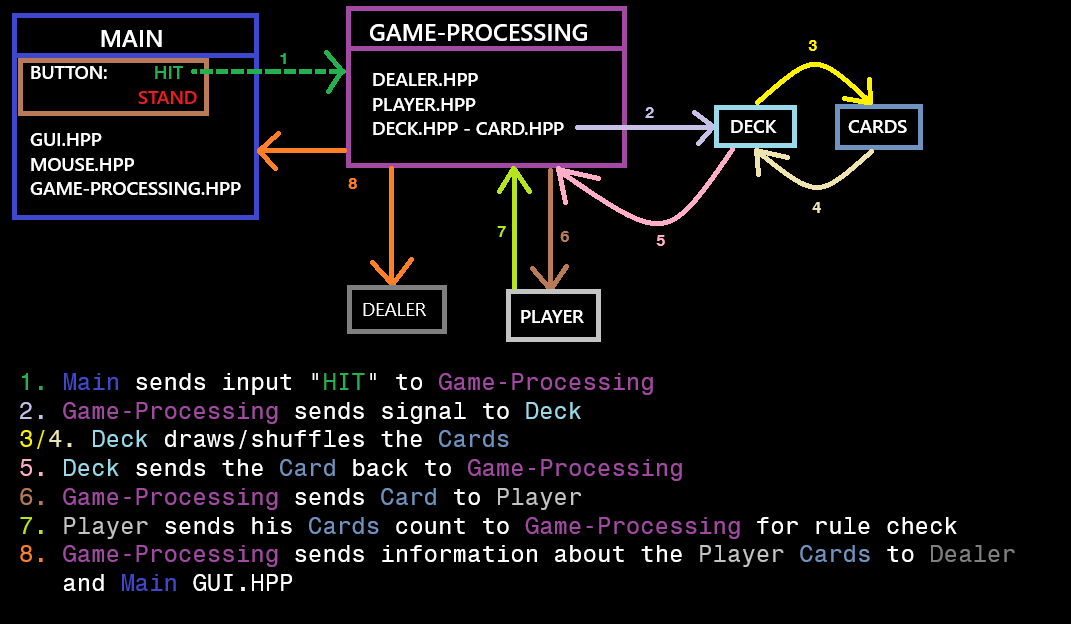 MAIN
BUTTON: HIT
STAND
GUI.HPP
MOUSE.HPP
GAME-PROCESSING.HPP
1
GAME-PROCESSING
DEALER.HPP
PLAYER.HPP
DECK.HPP - CARD.HPP
2
DECK
3
CARDS
4
5
6
7
8
DEALER
PLAYER
1. Main sends input "HIT" to Game-Processing
2. Game-Processing sends signal to Deck
3/4. Deck draws/shuffles the Cards
5. Deck sends the Card back to Game-Processing
6. Game-Processing sends Card to Player
7. Player sends his Cards count to Game-Processing for rule check
8. Game-Processing sends information about the Player Cards to Dealer
and Main GUI.HPP